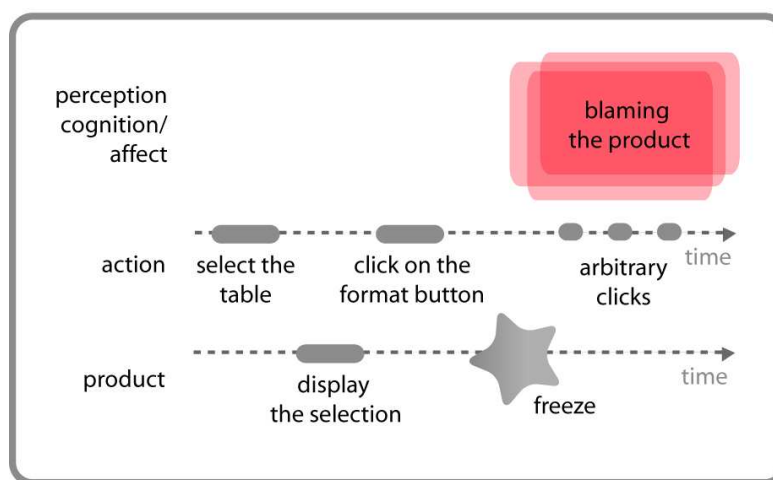 perception
cognition/
affect
blaming
the product
action
time
select the
table
click on the
format button
arbitrary
clicks
product
time
display
the selection
freeze